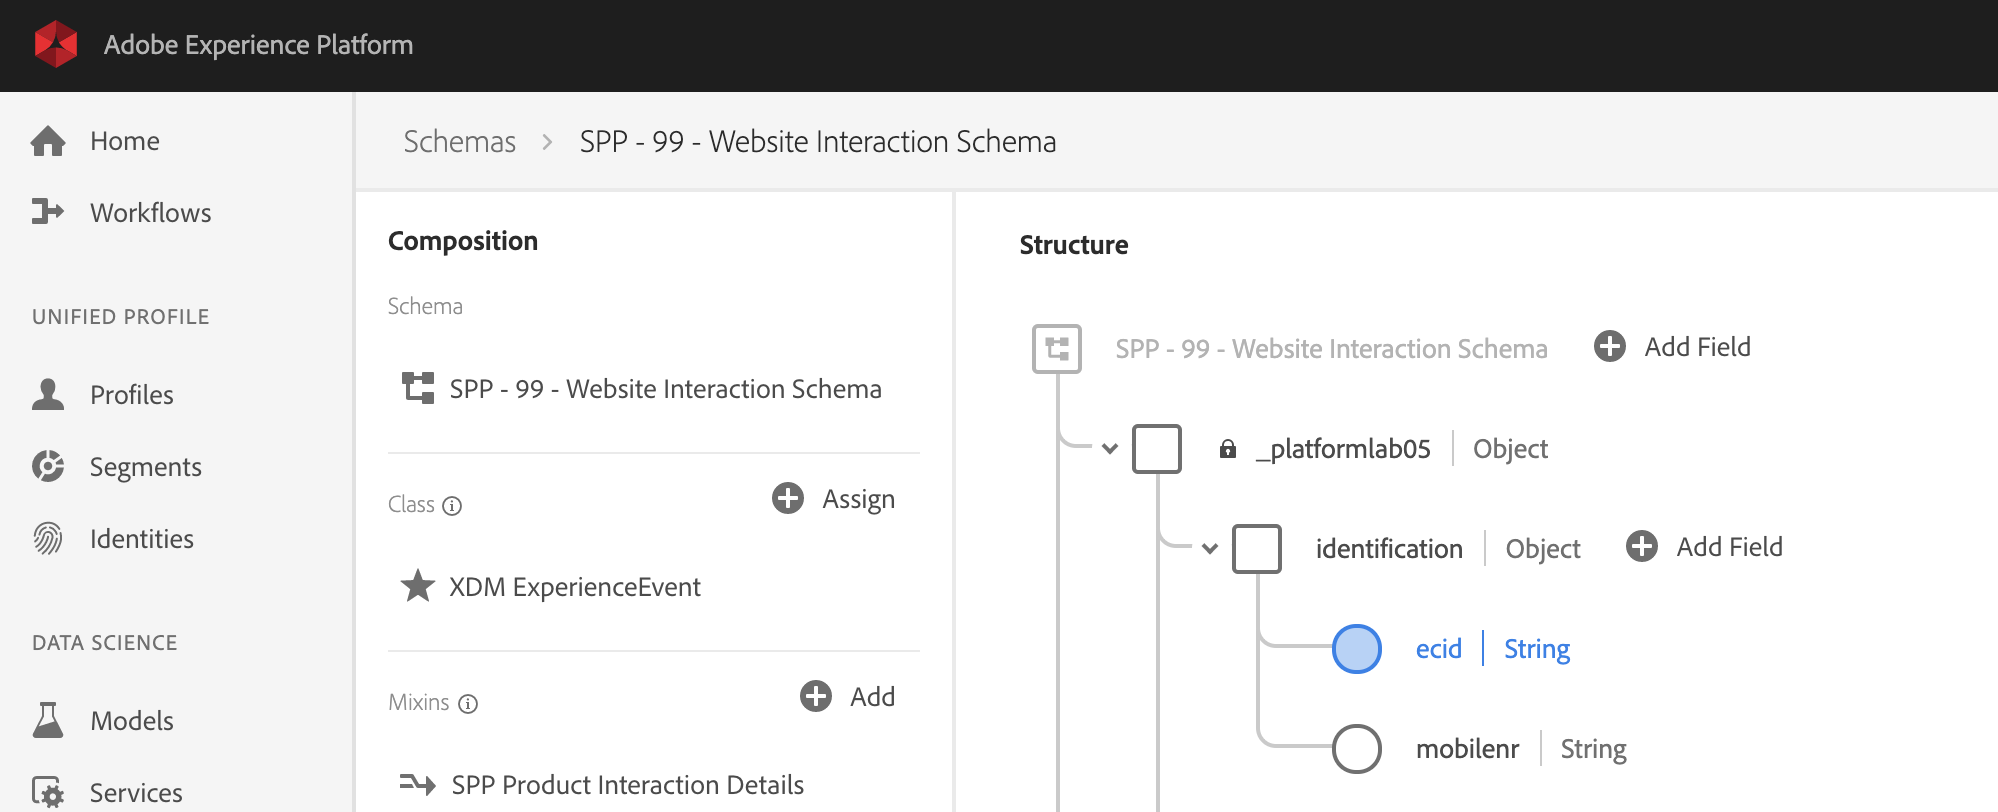 Adobe Experience Platform
Home
Workflows
UNIFIED PROFILE
Profiles
Segments
Identities
DATA SCIENCE
Models
Services
Schemas > SPP - 99 - Website Interaction Schema
Composition
Schema
SPP - 99 - Website Interaction Schema
Class
Assign
XDM ExperienceEvent
Mixins
Add
SPP Product Interaction Details
Structure
SPP - 99 - Website Interaction Schema Add Field
_platformlab05 Object
identification Object Add Field
ecid String
mobilenr String